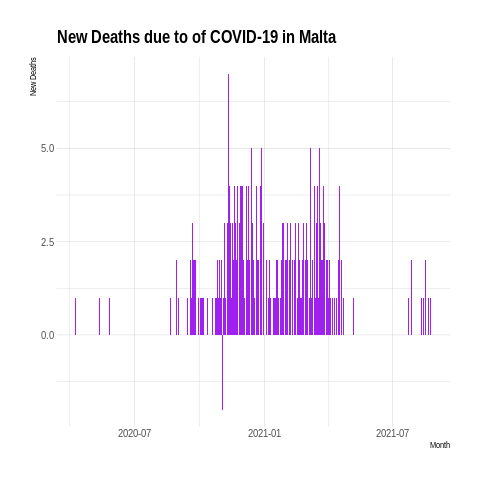 New Deaths due to of COVID-19 in Malta
New Deaths
5.0
2.5
0.0
2020-07
2021-01
2021-07
Month